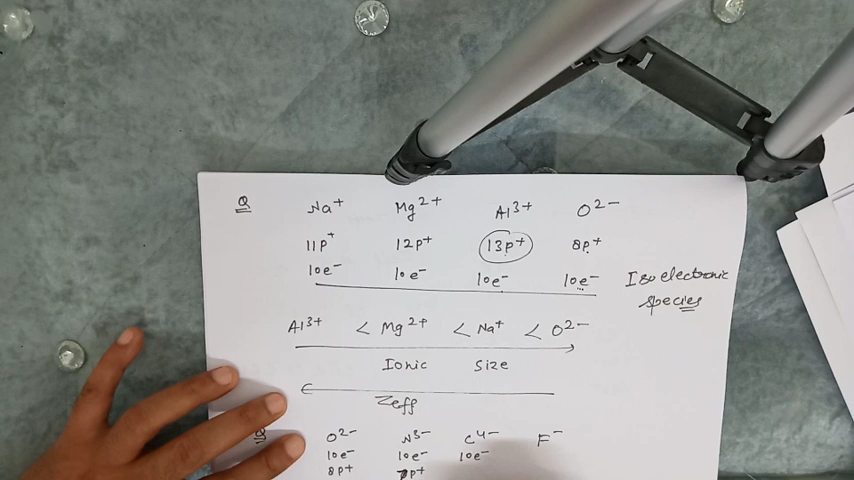 Q Na⁺ Mg²⁺ Al³⁺ O²⁻
11p⁺ 12p⁺ 13p⁺ 8p⁺
10e⁻ 10e⁻ 10e⁻ 10e⁻ Isoelectronic
species
Al³⁺ < Mg²⁺ < Na⁺ < O²⁻
Ionic Size
Zeff
Q O²⁻ N³⁻ C⁴⁻ F⁻
10e⁻ 10e⁻ 10e⁻
8p⁺ 7p⁺